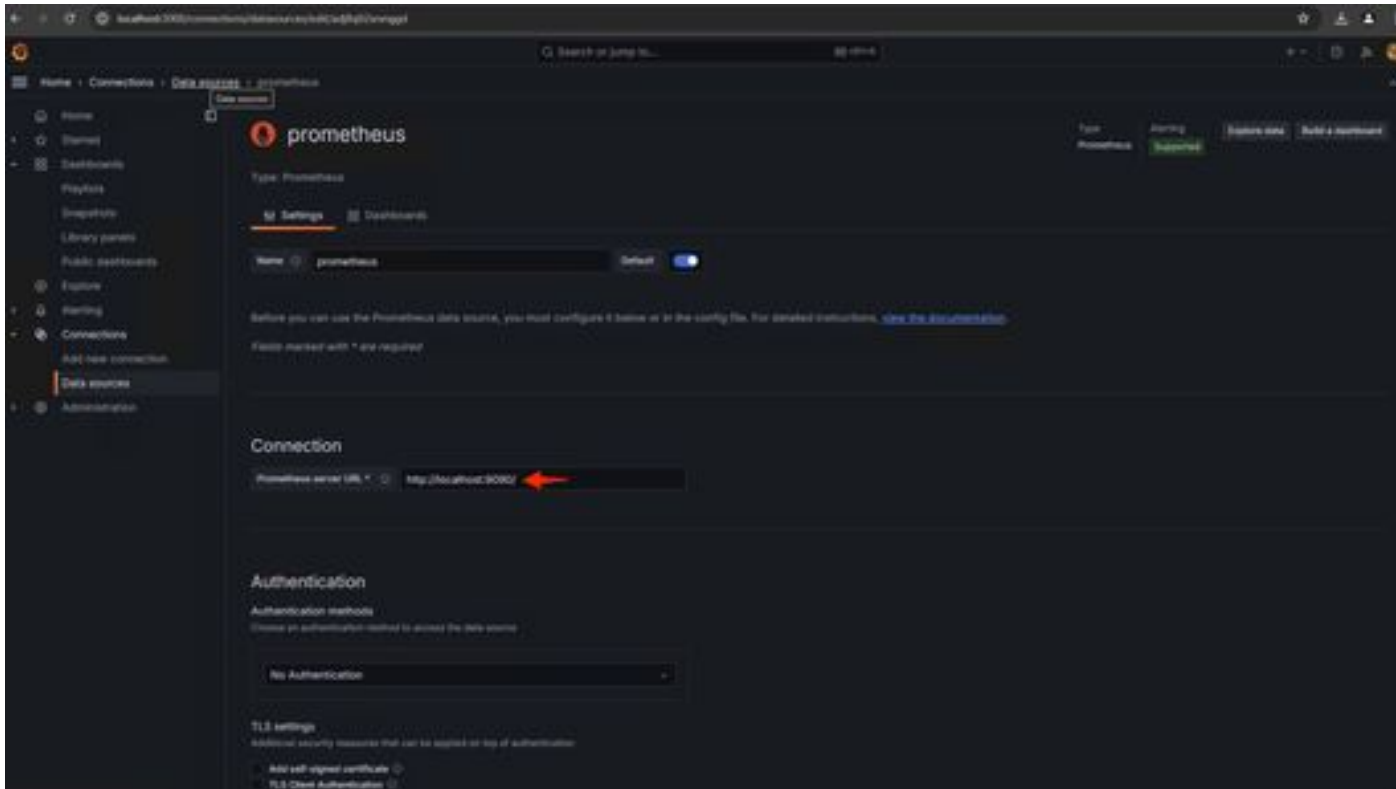 Search or jump to...
Home › Connections › Data sources › prometheus
Data sources
Home
Starred
Dashboards
Playlists
Snapshots
Library panels
Public dashboards
Explore
Alerting
Connections
Add new connection
Data sources
Administration
prometheus
Type
Prometheus
Alerting
Supported
Explore data
Build a dashboard
Type: Prometheus
Settings
Dashboards
Name
prometheus
Default
Before you can use the Prometheus data source, you must configure it below or in the config file. For detailed instructions, view the documentation.
Fields marked with * are required
Connection
Prometheus server URL *
http://localhost:9090/
Authentication
Authentication methods
Choose an authentication method to access the data source
No Authentication
TLS settings
Additional security measures that can be applied on top of authentication
Add self-signed certificate
TLS Client Authentication